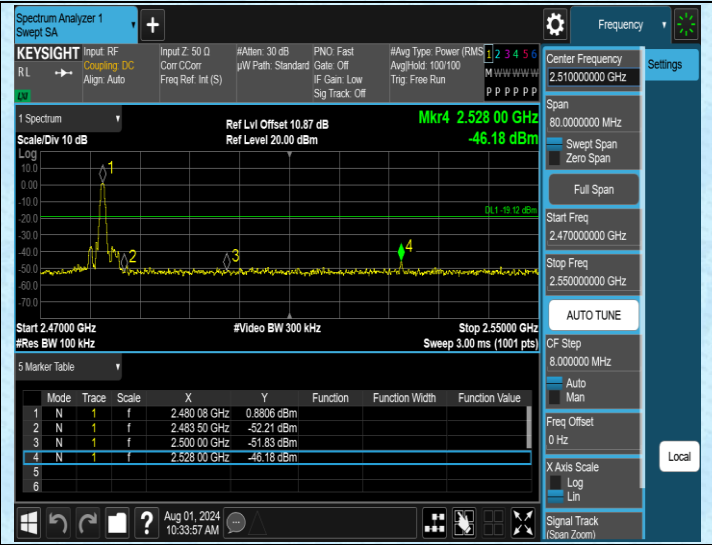 Spectrum Analyzer 1
Swept SA
+
Frequency
KEYSIGHT
RL
LXI
Input: RF
Coupling: DC
Align: Auto
Input Z: 50 Ω
Corr CCorr
Freq Ref: Int (S)
#Atten: 30 dB
µW Path: Standard
PNO: Fast
Gate: Off
IF Gain: Low
Sig Track: Off
#Avg Type: Power (RMS
Avg|Hold: 100/100
Trig: Free Run
1 2 3 4 5 6
M W W W W W
P P P P P P
1 Spectrum
Scale/Div 10 dB
Ref Lvl Offset 10.87 dB
Ref Level 20.00 dBm
Mkr4 2.528 00 GHz
-46.18 dBm
Log
10.0
0.00
-10.0
-20.0
-30.0
-40.0
-50.0
-60.0
-70.0
1
2
3
4
DL1 -19.12 dBm
Start 2.47000 GHz
#Res BW 100 kHz
#Video BW 300 kHz
Stop 2.55000 GHz
Sweep 3.00 ms (1001 pts)
5 Marker Table
Mode Trace Scale X Y Function Function Width Function Value
1 N 1 f 2.480 08 GHz 0.8806 dBm
2 N 1 f 2.483 50 GHz -52.21 dBm
3 N 1 f 2.500 00 GHz -51.83 dBm
4 N 1 f 2.528 00 GHz -46.18 dBm
5
6
?
Aug 01, 2024
10:33:57 AM
Center Frequency
2.510000000 GHz
Settings
Span
80.0000000 MHz
Swept Span
Zero Span
Full Span
Start Freq
2.470000000 GHz
Stop Freq
2.550000000 GHz
AUTO TUNE
CF Step
8.000000 MHz
Auto
Man
Freq Offset
0 Hz
X Axis Scale
Log
Lin
Local
Signal Track
(Span Zoom)